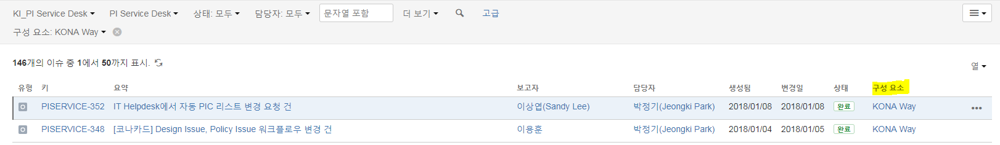 KI_PI Service Desk PI Service Desk 상태: 모두 담당자: 모두 문자열 포함 더 보기 고급
구성 요소: KONA Way
146개의 이슈 중 1에서 50까지 표시.
열
유형 키 요약 보고자 담당자 생성됨 변경일 상태 구성 요소
PISERVICE-352 IT Helpdesk에서 자동 PIC 리스트 변경 요청 건 이상엽(Sandy Lee) 박정기(Jeongki Park) 2018/01/08 2018/01/08 완료 KONA Way
PISERVICE-348 [코나카드] Design Issue, Policy Issue 워크플로우 변경 건 이용훈 박정기(Jeongki Park) 2018/01/04 2018/01/05 완료 KONA Way